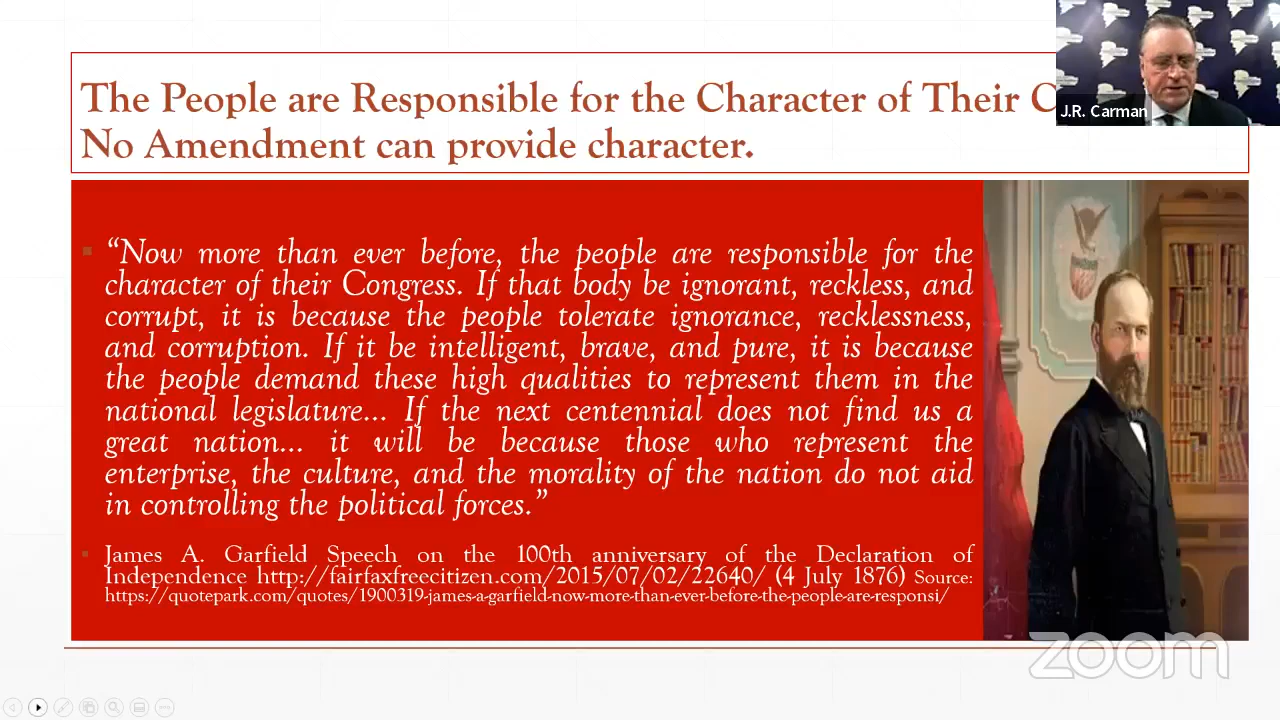 The People are Responsible for the Character of Their
No Amendment can provide character.
J.R. Carman
“Now more than ever before, the people are responsible for the
character of their Congress. If that body be ignorant, reckless, and
corrupt, it is because the people tolerate ignorance, recklessness,
and corruption. If it be intelligent, brave, and pure, it is because
the people demand these high qualities to represent them in the
national legislature... If the next centennial does not find us a
great nation... it will be because those who represent the
enterprise, the culture, and the morality of the nation do not aid
in controlling the political forces.”
James A. Garfield Speech on the 100th anniversary of the Declaration of
Independence http://fairfaxfreecitizen.com/2015/07/02/22640/ (4 July 1876) Source:
https://quotepark.com/quotes/1900319-james-a-garfield-now-more-than-ever-before-the-people-are-responsi/
zoom